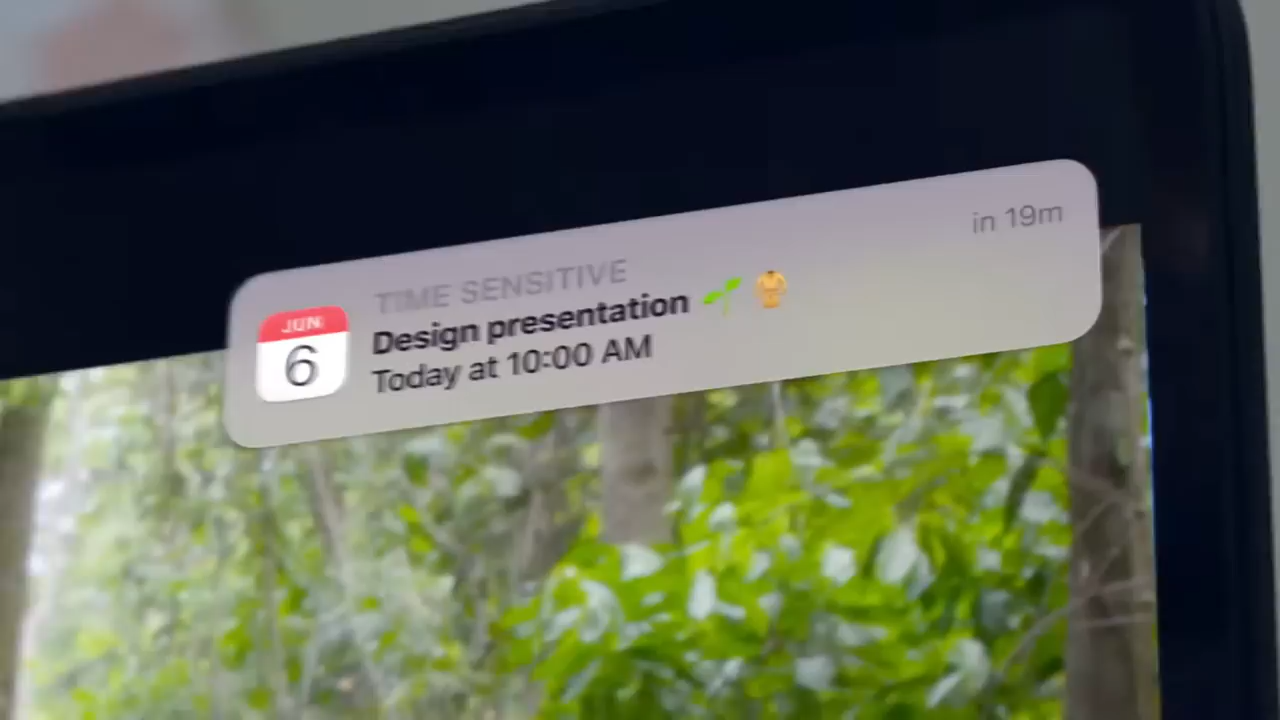 in 19m
TIME SENSITIVE
JUN
6
Design presentation 🌱
Today at 10:00 AM